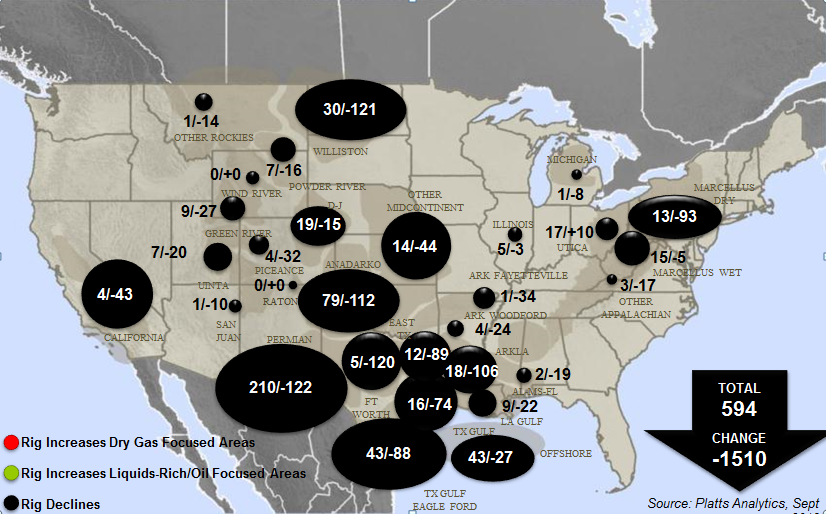 30/-121
1/-14
OTHER ROCKIES
WILLISTON
MICHIGAN
7/-16
0/+0
WIND RIVER
POWDER RIVER
1/-8
MARCELLUS
DRY
OTHER
MIDCONTINENT
9/-27
D-J
19/-15
13/-93
ILLINOIS
17/+10
UTICA
GREEN RIVER
14/-44
7/-20
4/-32
5/-3
15/-5
PICEANCE
ANADARKO
MARCELLUS WET
ARK FAYETTEVILLE
UINTA
0/+0
RATON
3/-17
OTHER
APPALACHIAN
4/-43
79/-112
1/-34
1/-10
ARK WOODFORD
SAN
JUAN
EAST
TX
4/-24
CALIFORNIA
PERMIAN
12/-89
ARKLA
5/-120
18/-106
2/-19
AL-MS-FL
210/-122
FT
WORTH
16/-74
9/-22
LA GULF
TX GULF
43/-88
43/-27
OFFSHORE
TX GULF
EAGLE FORD
TOTAL
594
CHANGE
-1510
Rig Increases Dry Gas Focused Areas
Rig Increases Liquids-Rich/Oil Focused Areas
Rig Declines
Source: Platts Analytics, Sept